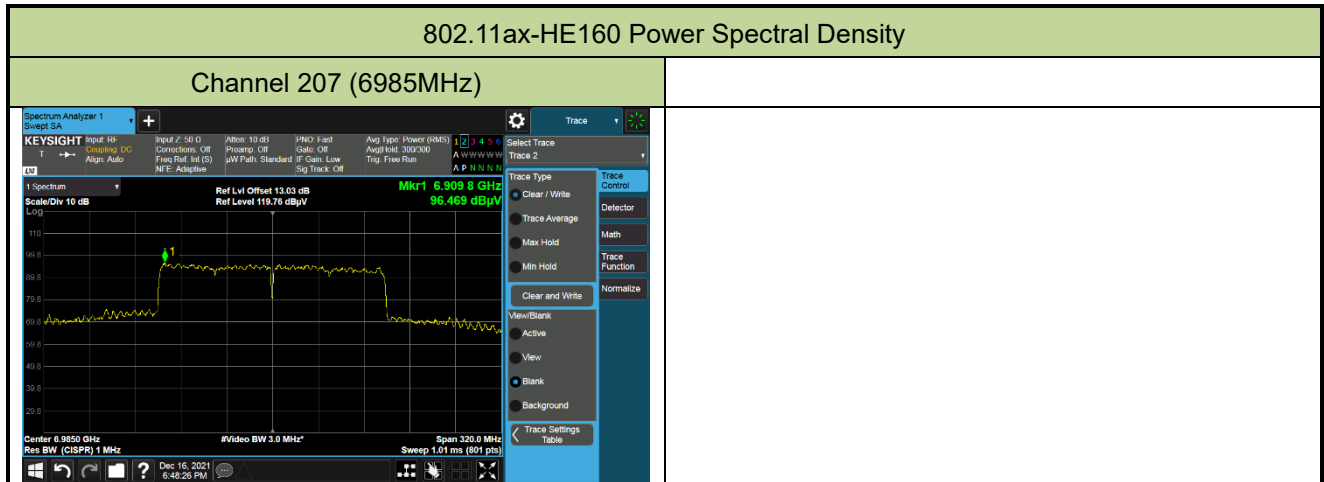 802.11ax-HE160 Power Spectral Density
Channel 207 (6985MHz)
Spectrum Analyzer 1
Swept SA
Trace
KEYSIGHT
T
LXI
Input: RF
Coupling: DC
Align: Auto
Input Z: 50 Ω
Corrections: Off
Freq Ref: Int (S)
NFE: Adaptive
Atten: 10 dB
Preamp: Off
µW Path: Standard
PNO: Fast
Gate: Off
IF Gain: Low
Sig Track: Off
Avg Type: Power (RMS)
Avg|Hold: 300/300
Trig: Free Run
1 2 3 4 5 6
A W W W W W
A P N N N N
Select Trace
Trace 2
1 Spectrum
Scale/Div 10 dB
Log
Ref Lvl Offset 13.03 dB
Ref Level 119.76 dBµV
Mkr1 6.909 8 GHz
96.469 dBµV
110
99.8
89.8
79.8
69.8
59.8
49.8
39.8
29.8
1
Center 6.9850 GHz
Res BW (CISPR) 1 MHz
#Video BW 3.0 MHz*
Span 320.0 MHz
Sweep 1.01 ms (801 pts)
Trace Type
Clear / Write
Trace Average
Max Hold
Min Hold
Clear and Write
View/Blank
Active
View
Blank
Background
Trace Settings
Table
Trace
Control
Detector
Math
Trace
Function
Normalize
Dec 16, 2021
6:48:26 PM